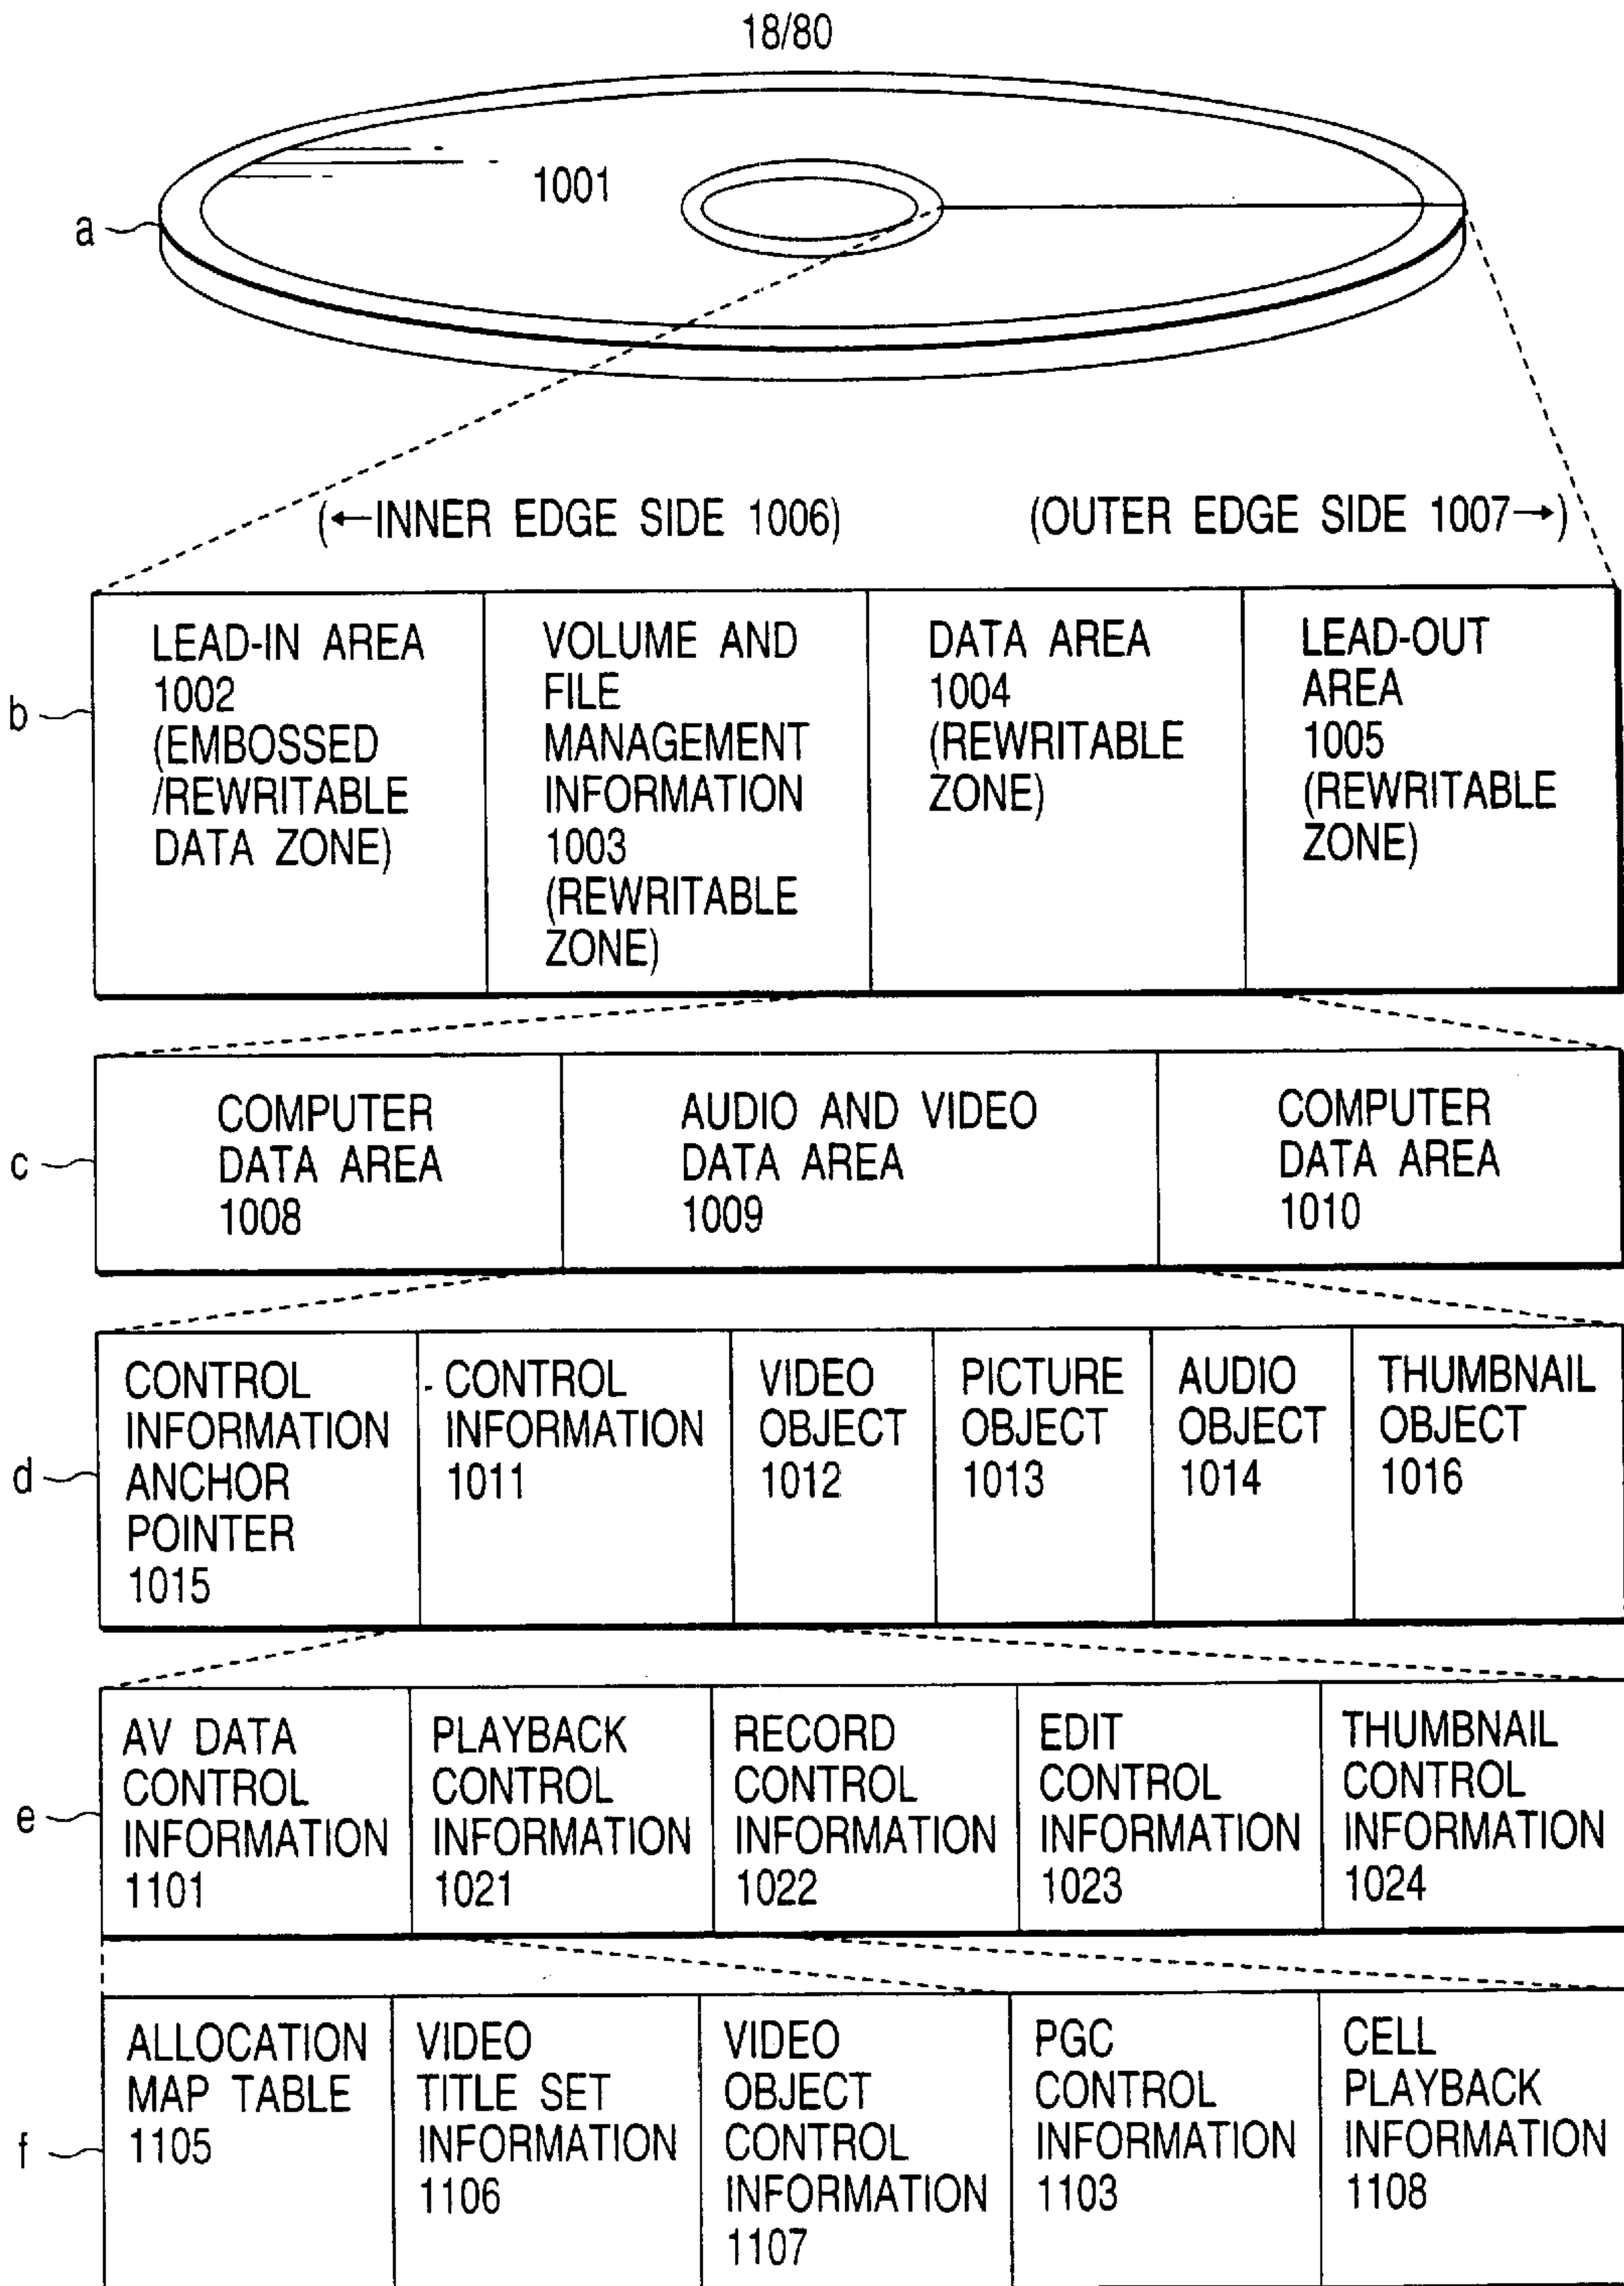 18/80
1001
a
(←INNER EDGE SIDE 1006)
(OUTER EDGE SIDE 1007→)
b
LEAD-IN AREA
1002
(EMBOSSED
/REWRITABLE
DATA ZONE)
VOLUME AND
FILE
MANAGEMENT
INFORMATION
1003
(REWRITABLE
ZONE)
DATA AREA
1004
(REWRITABLE
ZONE)
LEAD-OUT
AREA
1005
(REWRITABLE
ZONE)
c
COMPUTER
DATA AREA
1008
AUDIO AND VIDEO
DATA AREA
1009
COMPUTER
DATA AREA
1010
d
CONTROL
INFORMATION
ANCHOR
POINTER
1015
CONTROL
INFORMATION
1011
VIDEO
OBJECT
1012
PICTURE
OBJECT
1013
AUDIO
OBJECT
1014
THUMBNAIL
OBJECT
1016
e
AV DATA
CONTROL
INFORMATION
1101
PLAYBACK
CONTROL
INFORMATION
1021
RECORD
CONTROL
INFORMATION
1022
EDIT
CONTROL
INFORMATION
1023
THUMBNAIL
CONTROL
INFORMATION
1024
f
ALLOCATION
MAP TABLE
1105
VIDEO
TITLE SET
INFORMATION
1106
VIDEO
OBJECT
CONTROL
INFORMATION
1107
PGC
CONTROL
INFORMATION
1103
CELL
PLAYBACK
INFORMATION
1108